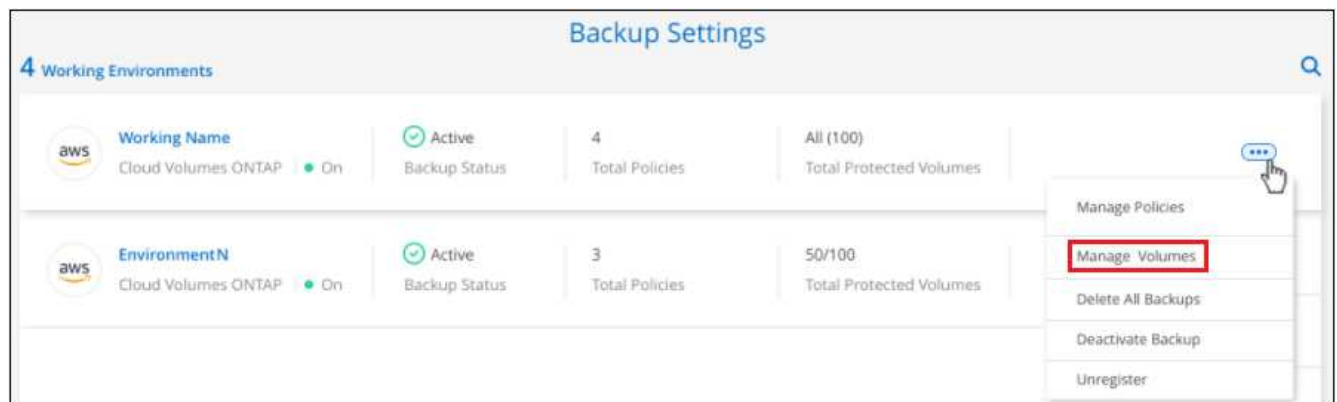 Backup Settings
4 Working Environments
aws
Working Name
Cloud Volumes ONTAP
On
Active
Backup Status
4
Total Policies
All (100)
Total Protected Volumes
Manage Policies
Manage Volumes
Delete All Backups
Deactivate Backup
Unregister
aws
EnvironmentN
Cloud Volumes ONTAP
On
Active
Backup Status
3
Total Policies
50/100
Total Protected Volumes